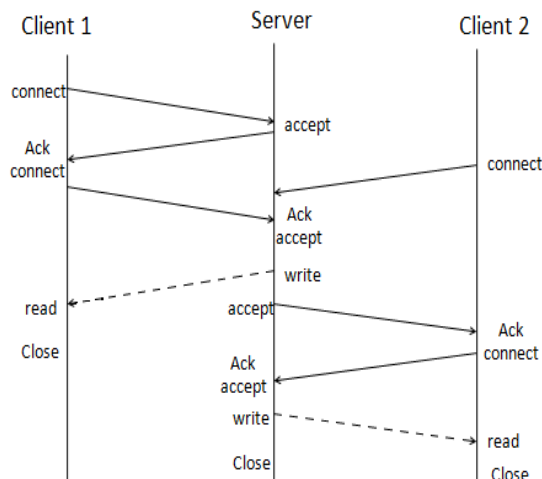 Client 1
Server
Client 2
connect
accept
Ack
connect
connect
Ack
accept
write
read
accept
Ack
connect
Close
Ack
accept
write
read
Close
Close